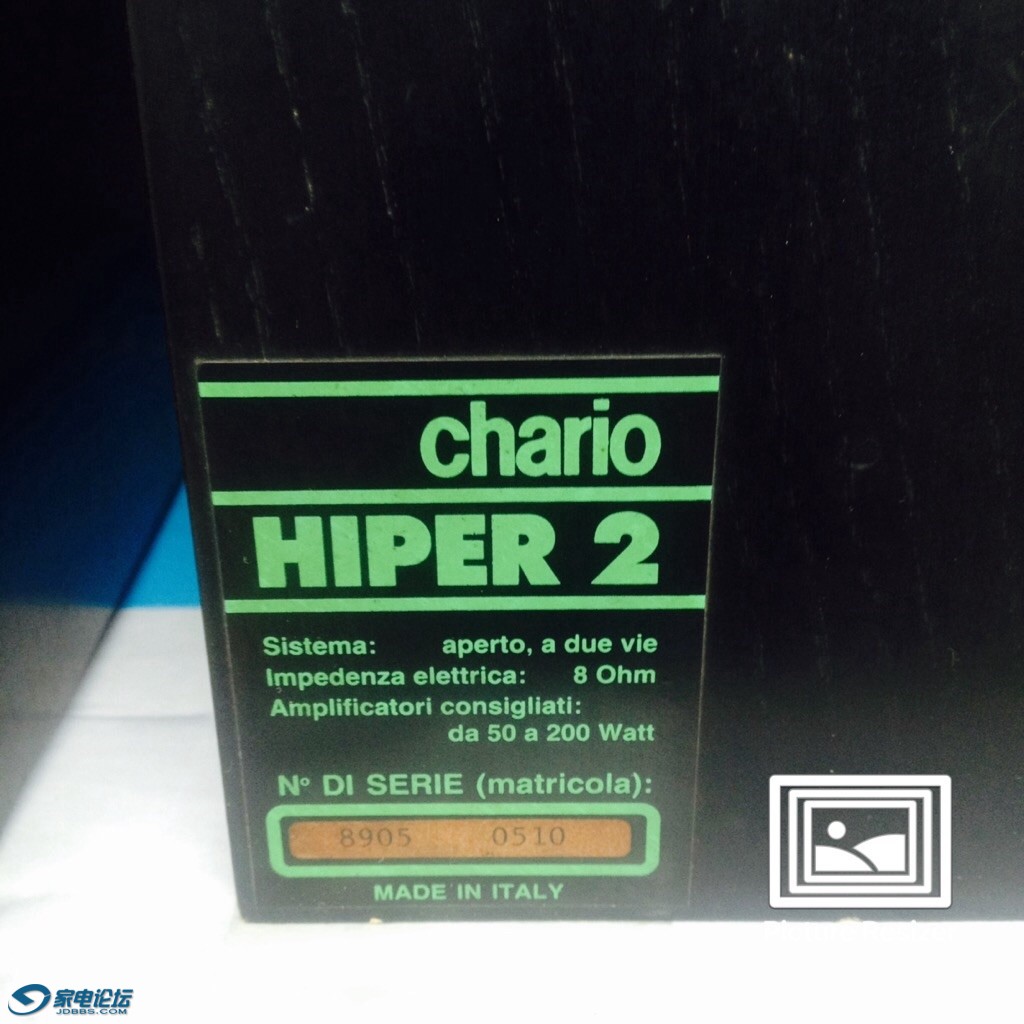 chario
HIPER 2
Sistema: aperto, a due vie
Impedenza elettrica: 8 Ohm
Amplificatori consigliati:
da 50 a 200 Watt
Nº DI SERIE (matricola):
8905 0510
MADE IN ITALY
家电论坛
JDBBS.COM